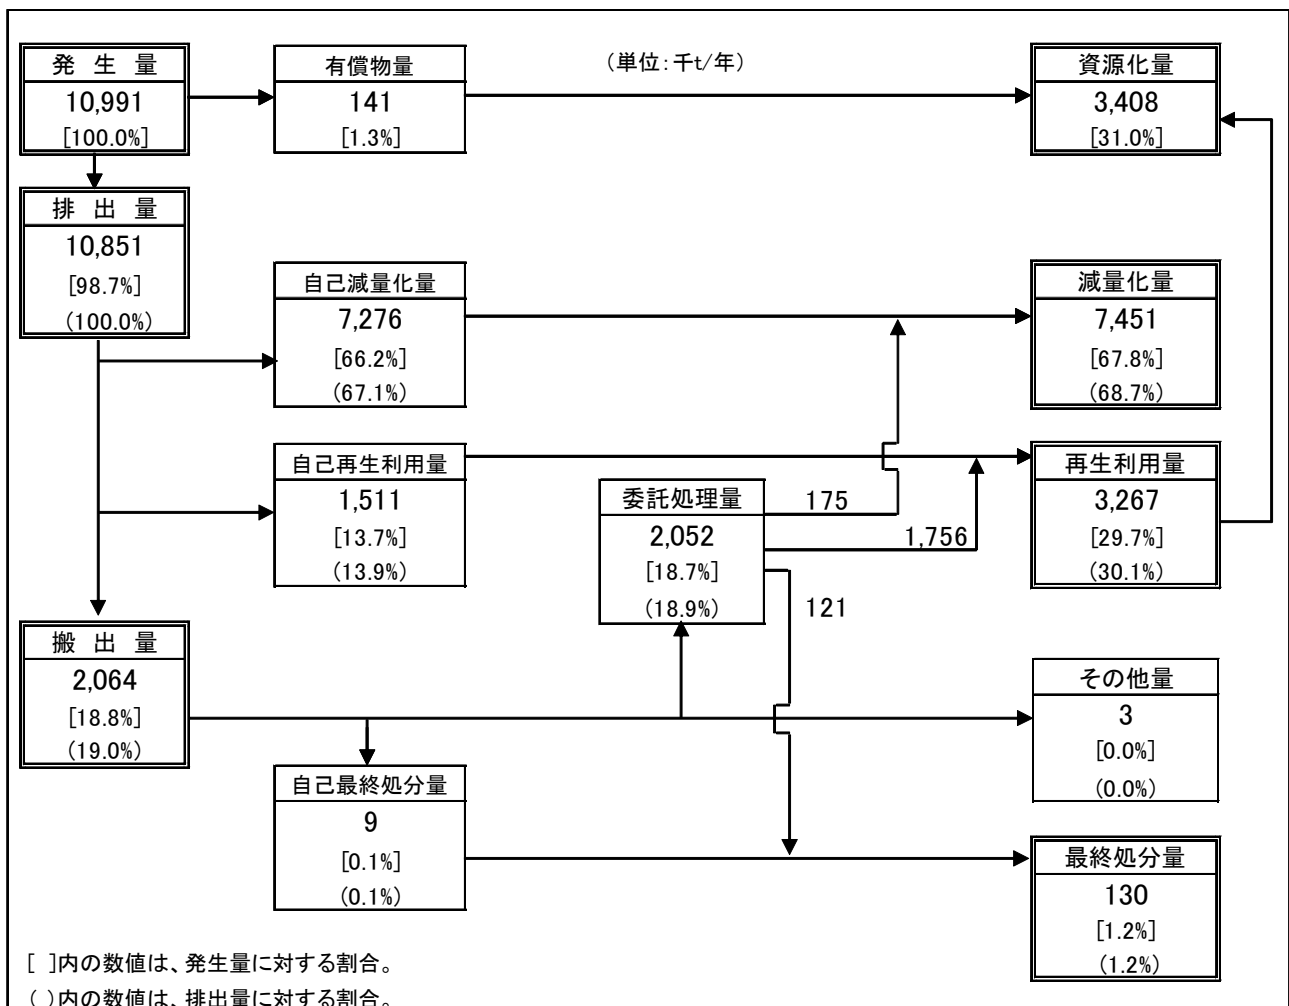 発 生 量
10,991
[100.0%]
有償物量
141
[1.3%]
(単位:千t/年)
資源化量
3,408
[31.0%]
排 出 量
10,851
[98.7%]
(100.0%)
自己減量化量
7,276
[66.2%]
(67.1%)
減量化量
7,451
[67.8%]
(68.7%)
自己再生利用量
1,511
[13.7%]
(13.9%)
委託処理量
2,052
[18.7%]
(18.9%)
175
1,756
121
再生利用量
3,267
[29.7%]
(30.1%)
搬 出 量
2,064
[18.8%]
(19.0%)
その他量
3
[0.0%]
(0.0%)
自己最終処分量
9
[0.1%]
(0.1%)
最終処分量
130
[1.2%]
(1.2%)
[ ]内の数値は、発生量に対する割合。
( )内の数値は、排出量に対する割合。